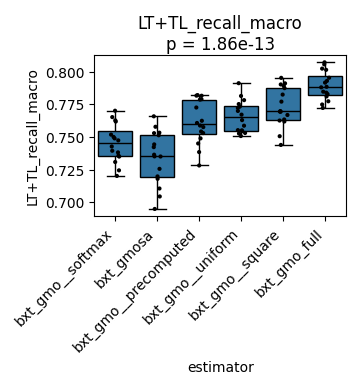 LT+TL_recall_macro
p = 1.86e-13
LT+TL_recall_macro
0.800
0.775
0.750
0.725
0.700
bxt_gmo__softmax
bxt_gmosa
bxt_gmo__precomputed
bxt_gmo__uniform
bxt_gmo__square
bxt_gmo_full
estimator